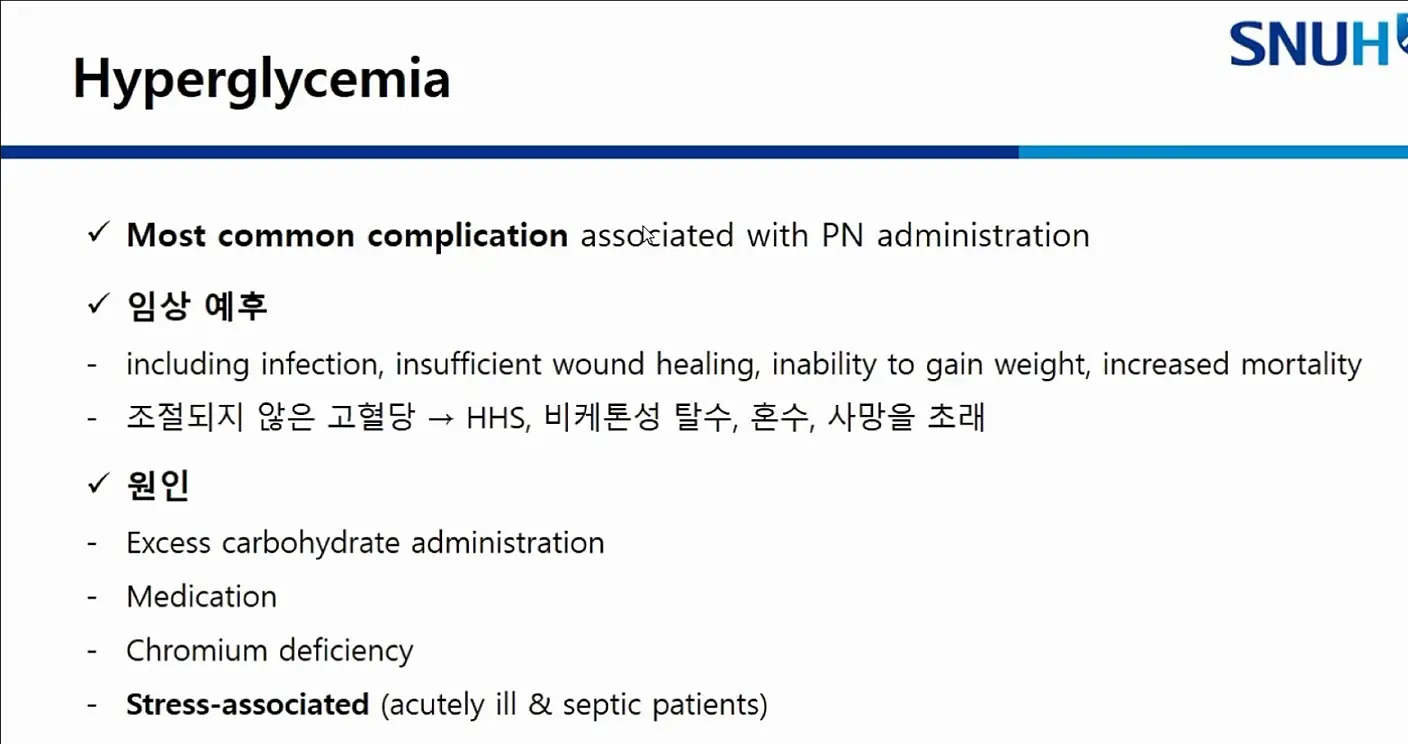 SNUH
Hyperglycemia
✓ Most common complication associated with PN administration
✓ 임상 예후
- including infection, insufficient wound healing, inability to gain weight, increased mortality
- 조절되지 않은 고혈당 → HHS, 비케톤성 탈수, 혼수, 사망을 초래
✓ 원인
- Excess carbohydrate administration
- Medication
- Chromium deficiency
- Stress-associated (acutely ill & septic patients)